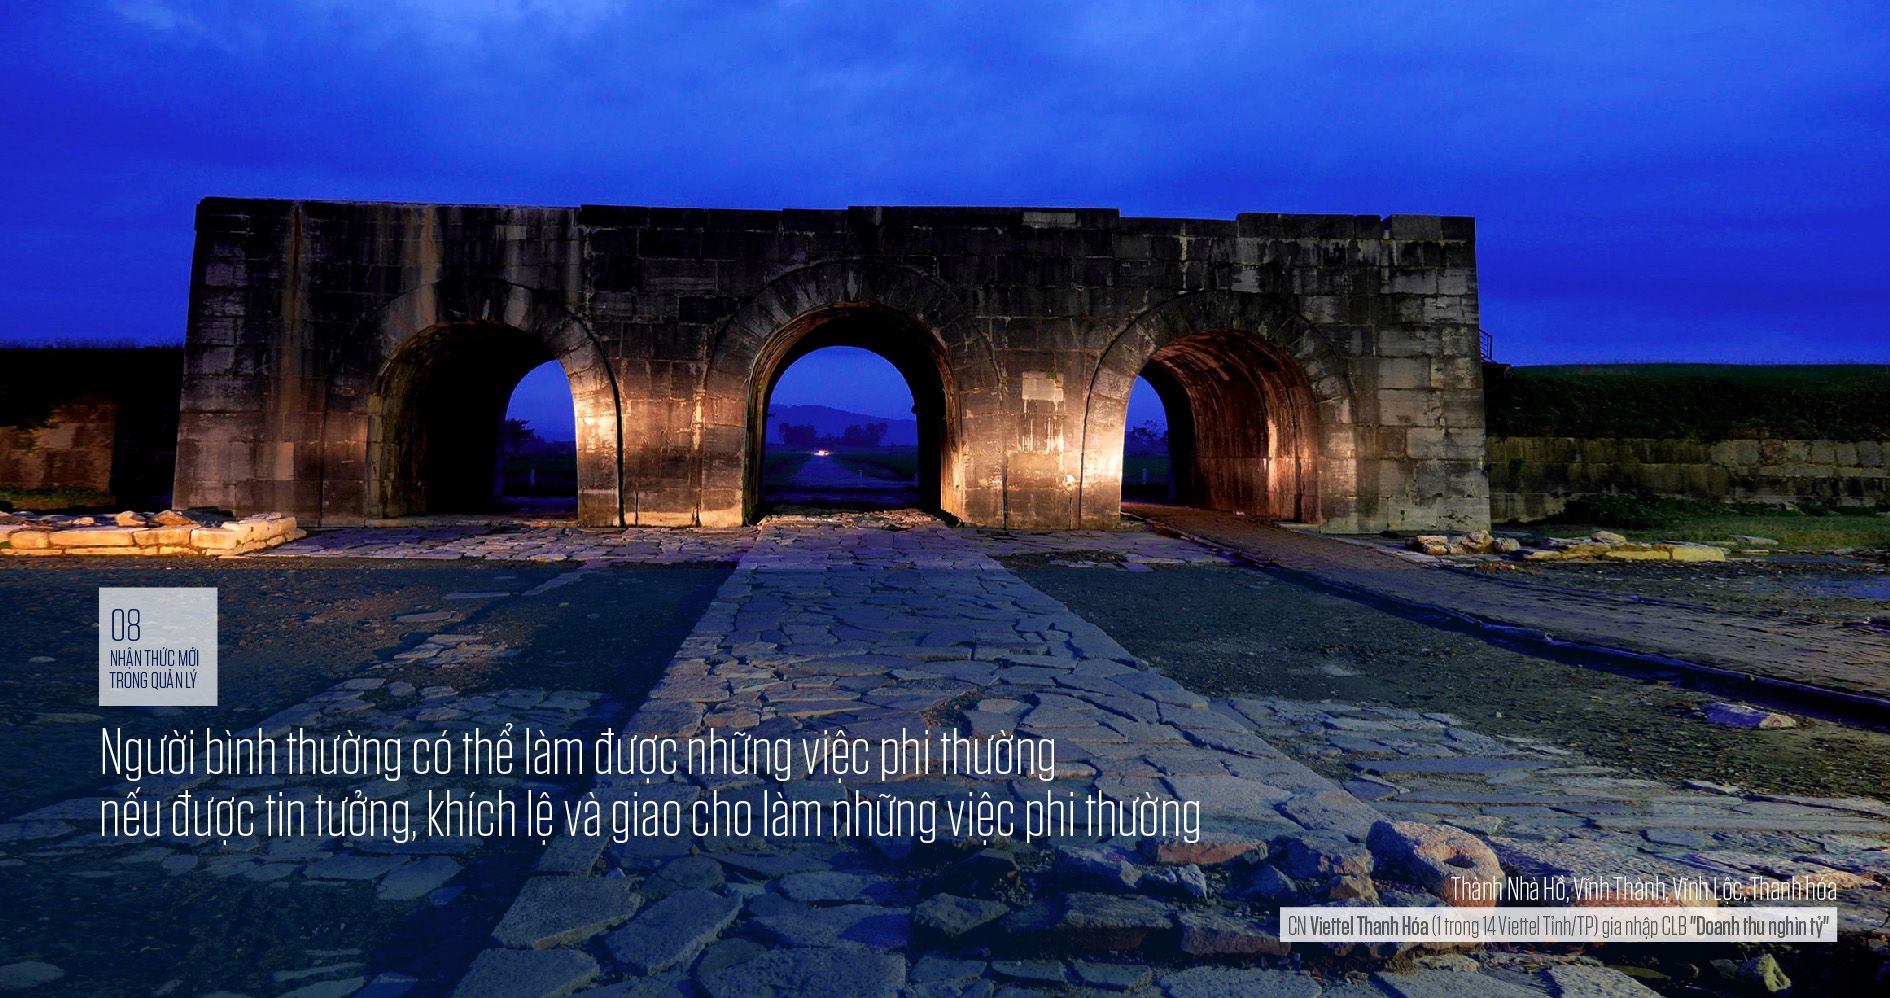 08
NHẬN THỨC MỚI
TRONG QUẢN LÝ
Người bình thường có thể làm được những việc phi thường
nếu được tin tưởng, khích lệ và giao cho làm những việc phi thường
Thành Nhà Hồ, Vĩnh Thành, Vĩnh Lộc, Thanh hóa
CN Viettel Thanh Hóa (1 trong 14 Viettel Tỉnh/TP) gia nhập CLB "Doanh thu nghìn tỷ"